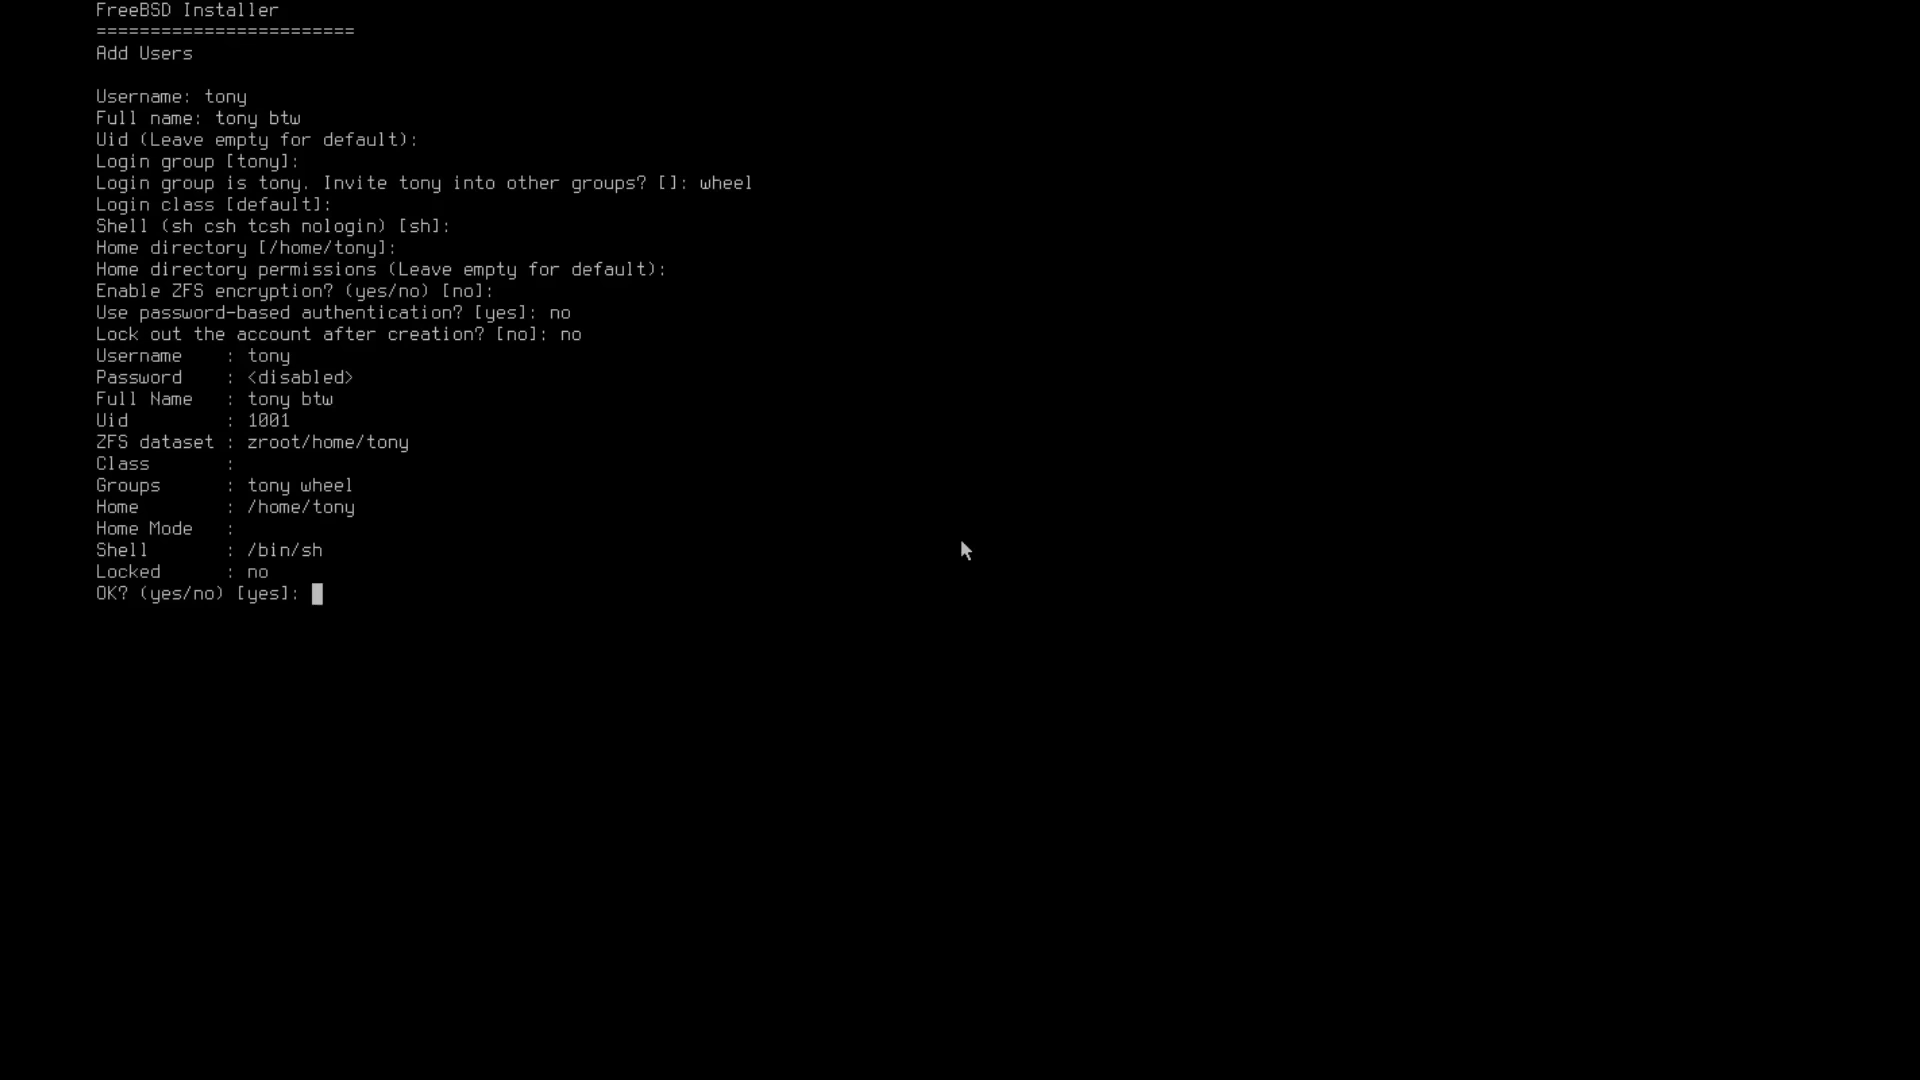 FreeBSD Installer
========================
Add Users
Username: tony
Full name: tony btw
Uid (Leave empty for default):
Login group [tony]:
Login group is tony. Invite tony into other groups? []: wheel
Login class [default]:
Shell (sh csh tcsh nologin) [sh]:
Home directory [/home/tony]:
Home directory permissions (Leave empty for default):
Enable ZFS encryption? (yes/no) [no]:
Use password-based authentication? [yes]: no
Lock out the account after creation? [no]: no
Username    : tony
Password    : <disabled>
Full Name   : tony btw
Uid         : 1001
ZFS dataset : zroot/home/tony
Class       :
Groups      : tony wheel
Home        : /home/tony
Home Mode   :
Shell       : /bin/sh
Locked      : no
OK? (yes/no) [yes]: